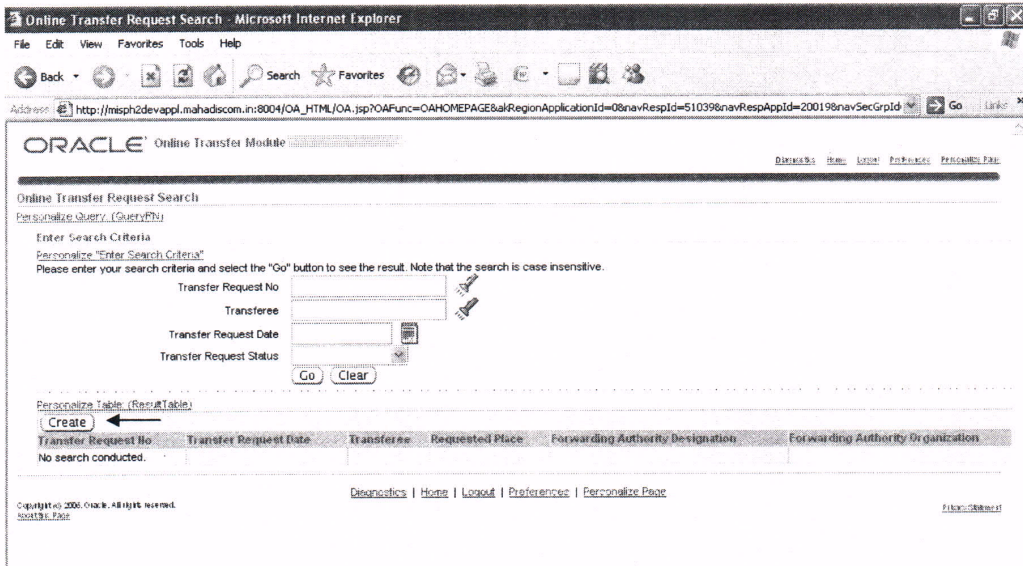 Online Transfer Request Search - Microsoft Internet Explorer
File Edit View Favorites Tools Help
Back Search Favorites
Address http://misph2devappl.mahadiscom.in:8004/OA_HTML/OA.jsp?OAFunc=OAHOMEPAGE&akRegionApplicationId=0&navRespId=51039&navRespAppId=20019&navSecGrpId Go Links
ORACLE Online Transfer Module
Diagnostics Home Logout Preferences Personalize Page
Online Transfer Request Search
Personalize Query: (QueryRN)
Enter Search Criteria
Personalize "Enter Search Criteria"
Please enter your search criteria and select the "Go" button to see the result. Note that the search is case insensitive.
Transfer Request No
Transferee
Transfer Request Date
Transfer Request Status
Go Clear
Personalize Table: (ResultTable)
Create
Transfer Request No Transfer Request Date Transferee Requested Place Forwarding Authority Designation Forwarding Authority Organization
No search conducted.
Diagnostics | Home | Logout | Preferences | Personalize Page
Copyright (c) 2006, Oracle. All rights reserved.
About this Page
Privacy Statement